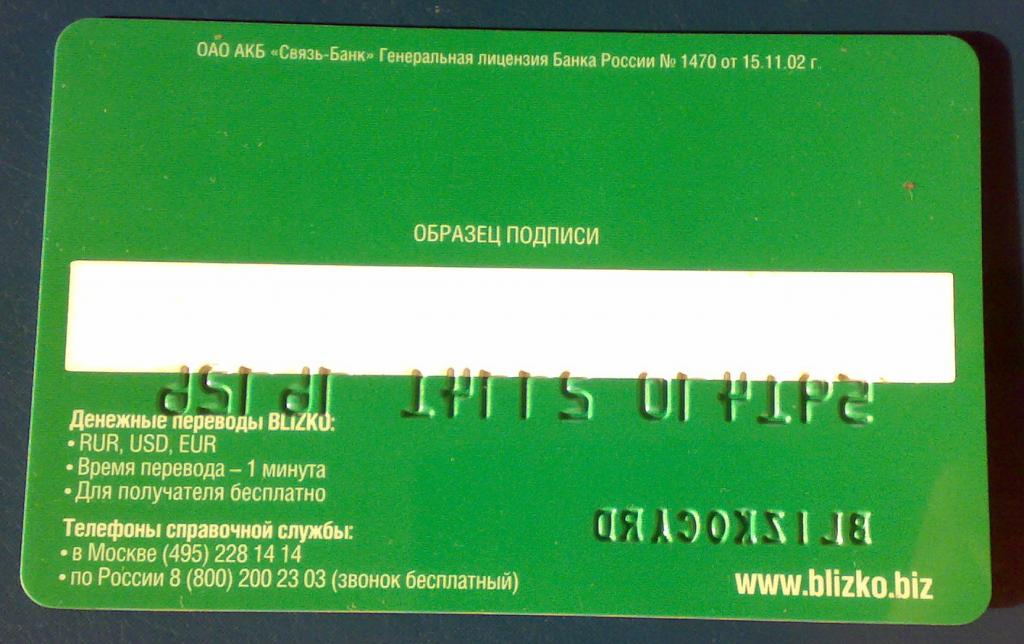 ОАО АКБ «Связь-Банк» Генеральная лицензия Банка России № 1470 от 15.11.02 г.
ОБРАЗЕЦ ПОДПИСИ
Денежные переводы BLIZKO:
• RUR, USD, EUR
• Время перевода – 1 минута
• Для получателя бесплатно
BLIZKOCARD
Телефоны справочной службы:
• в Москве (495) 228 14 14
• по России 8 (800) 200 23 03 (звонок бесплатный)
www.blizko.biz